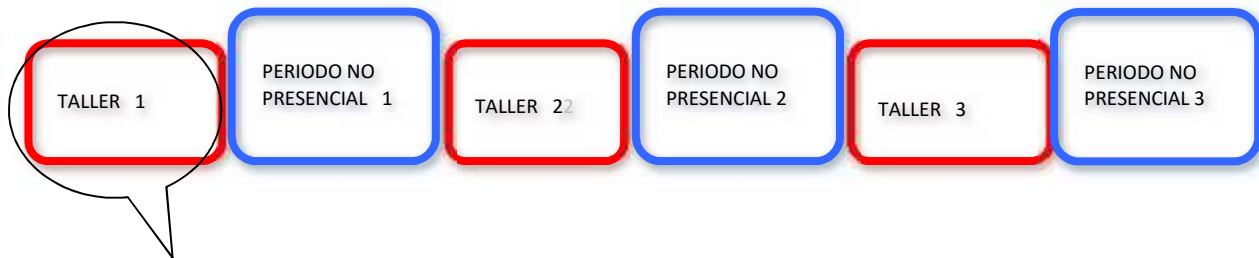 TALLER 1
PERIODO NO
PRESENCIAL 1
TALLER 22
PERIODO NO
PRESENCIAL 2
TALLER 3
PERIODO NO
PRESENCIAL 3